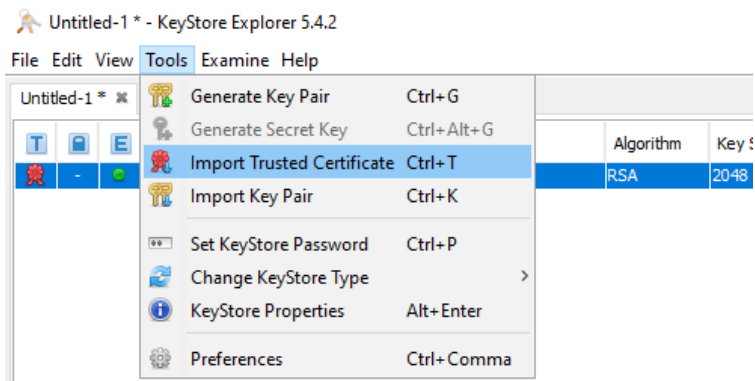 Untitled-1 * - KeyStore Explorer 5.4.2
File Edit View Tools Examine Help
Untitled-1 *
Generate Key Pair Ctrl+G
Generate Secret Key Ctrl+Alt+G
T E Algorithm Key S
Import Trusted Certificate Ctrl+T
- RSA 2048
Import Key Pair Ctrl+K
Set KeyStore Password Ctrl+P
Change KeyStore Type
KeyStore Properties Alt+Enter
Preferences Ctrl+Comma